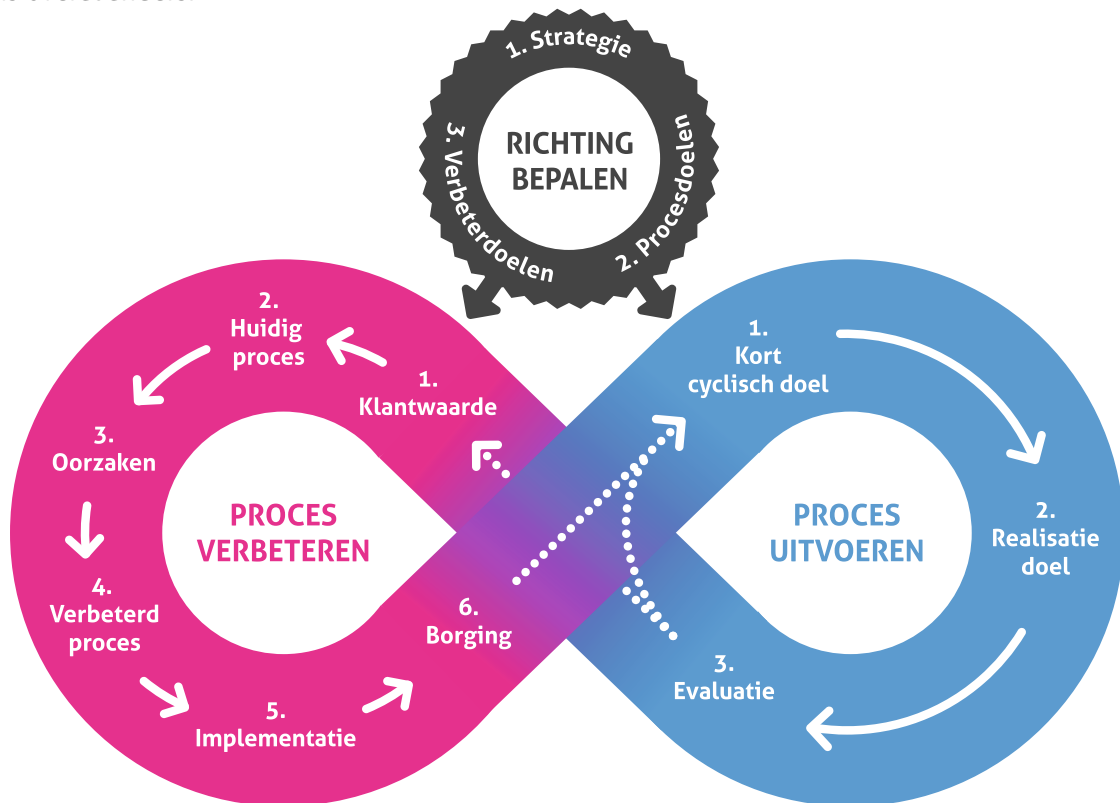 1. Strategie
2. Procesdoelen
3. Verbeterdoelen
RICHTING
BEPALEN
1.
Klantwaarde
2.
Huidig
proces
3.
Oorzaken
4.
Verbeterd
proces
5.
Implementatie
6.
Borging
PROCES
VERBETEREN
1.
Kort
cyclisch doel
2.
Realisatie
doel
3.
Evaluatie
PROCES
UITVOEREN